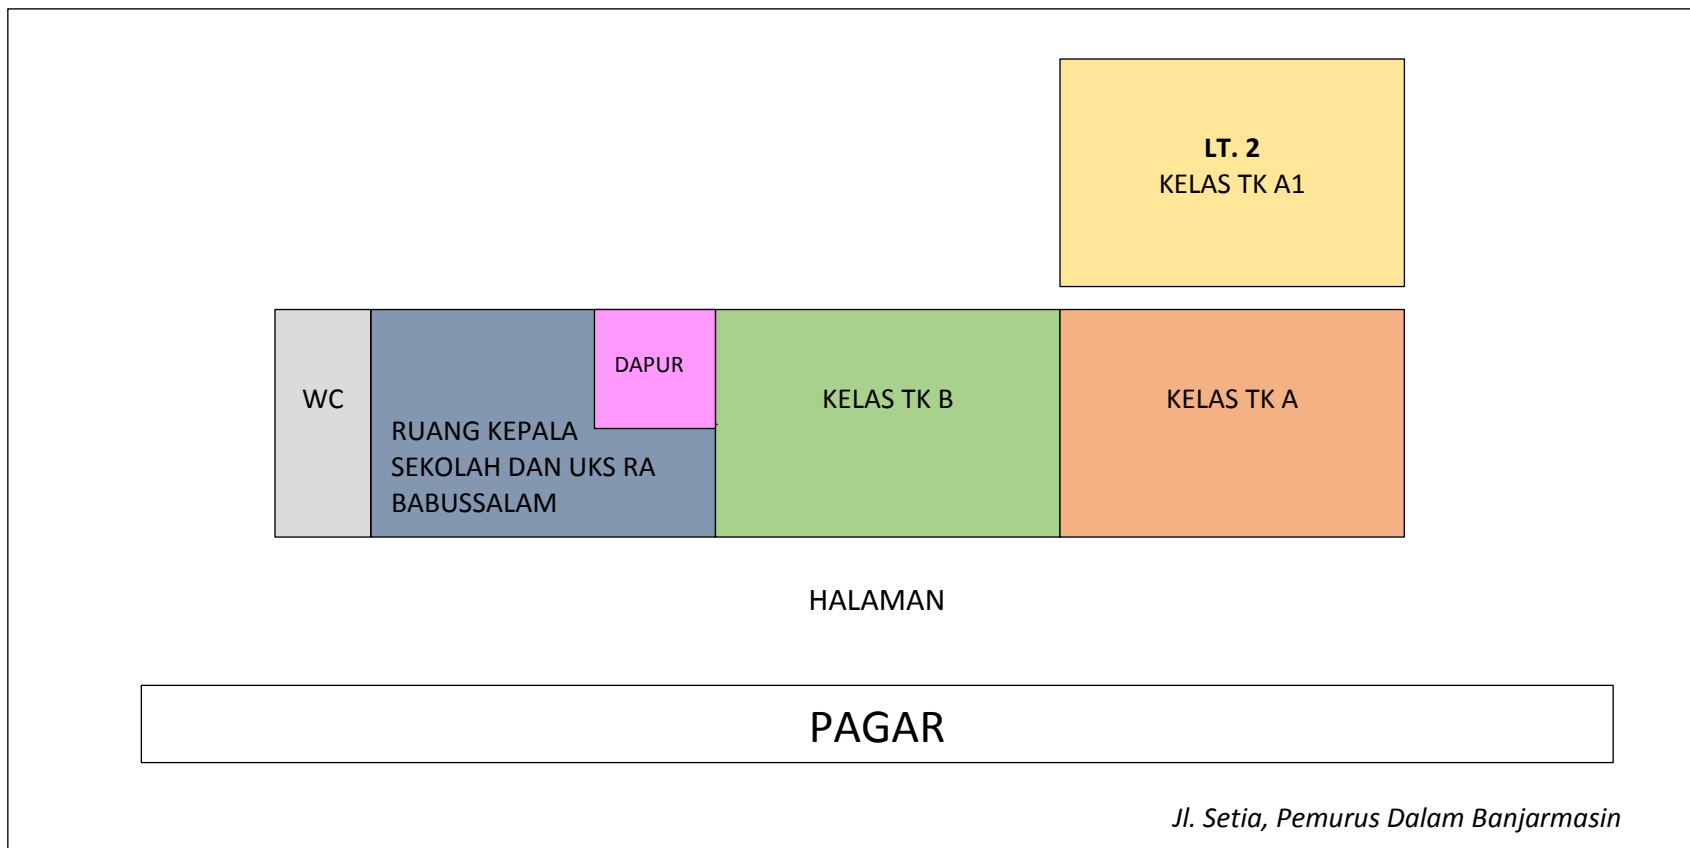 LT. 2
KELAS TK A1
WC
RUANG KEPALA
SEKOLAH DAN UKS RA
BABUSSALAM
DAPUR
KELAS TK B
KELAS TK A
HALAMAN
PAGAR
Jl. Setia, Pemurus Dalam Banjarmasin